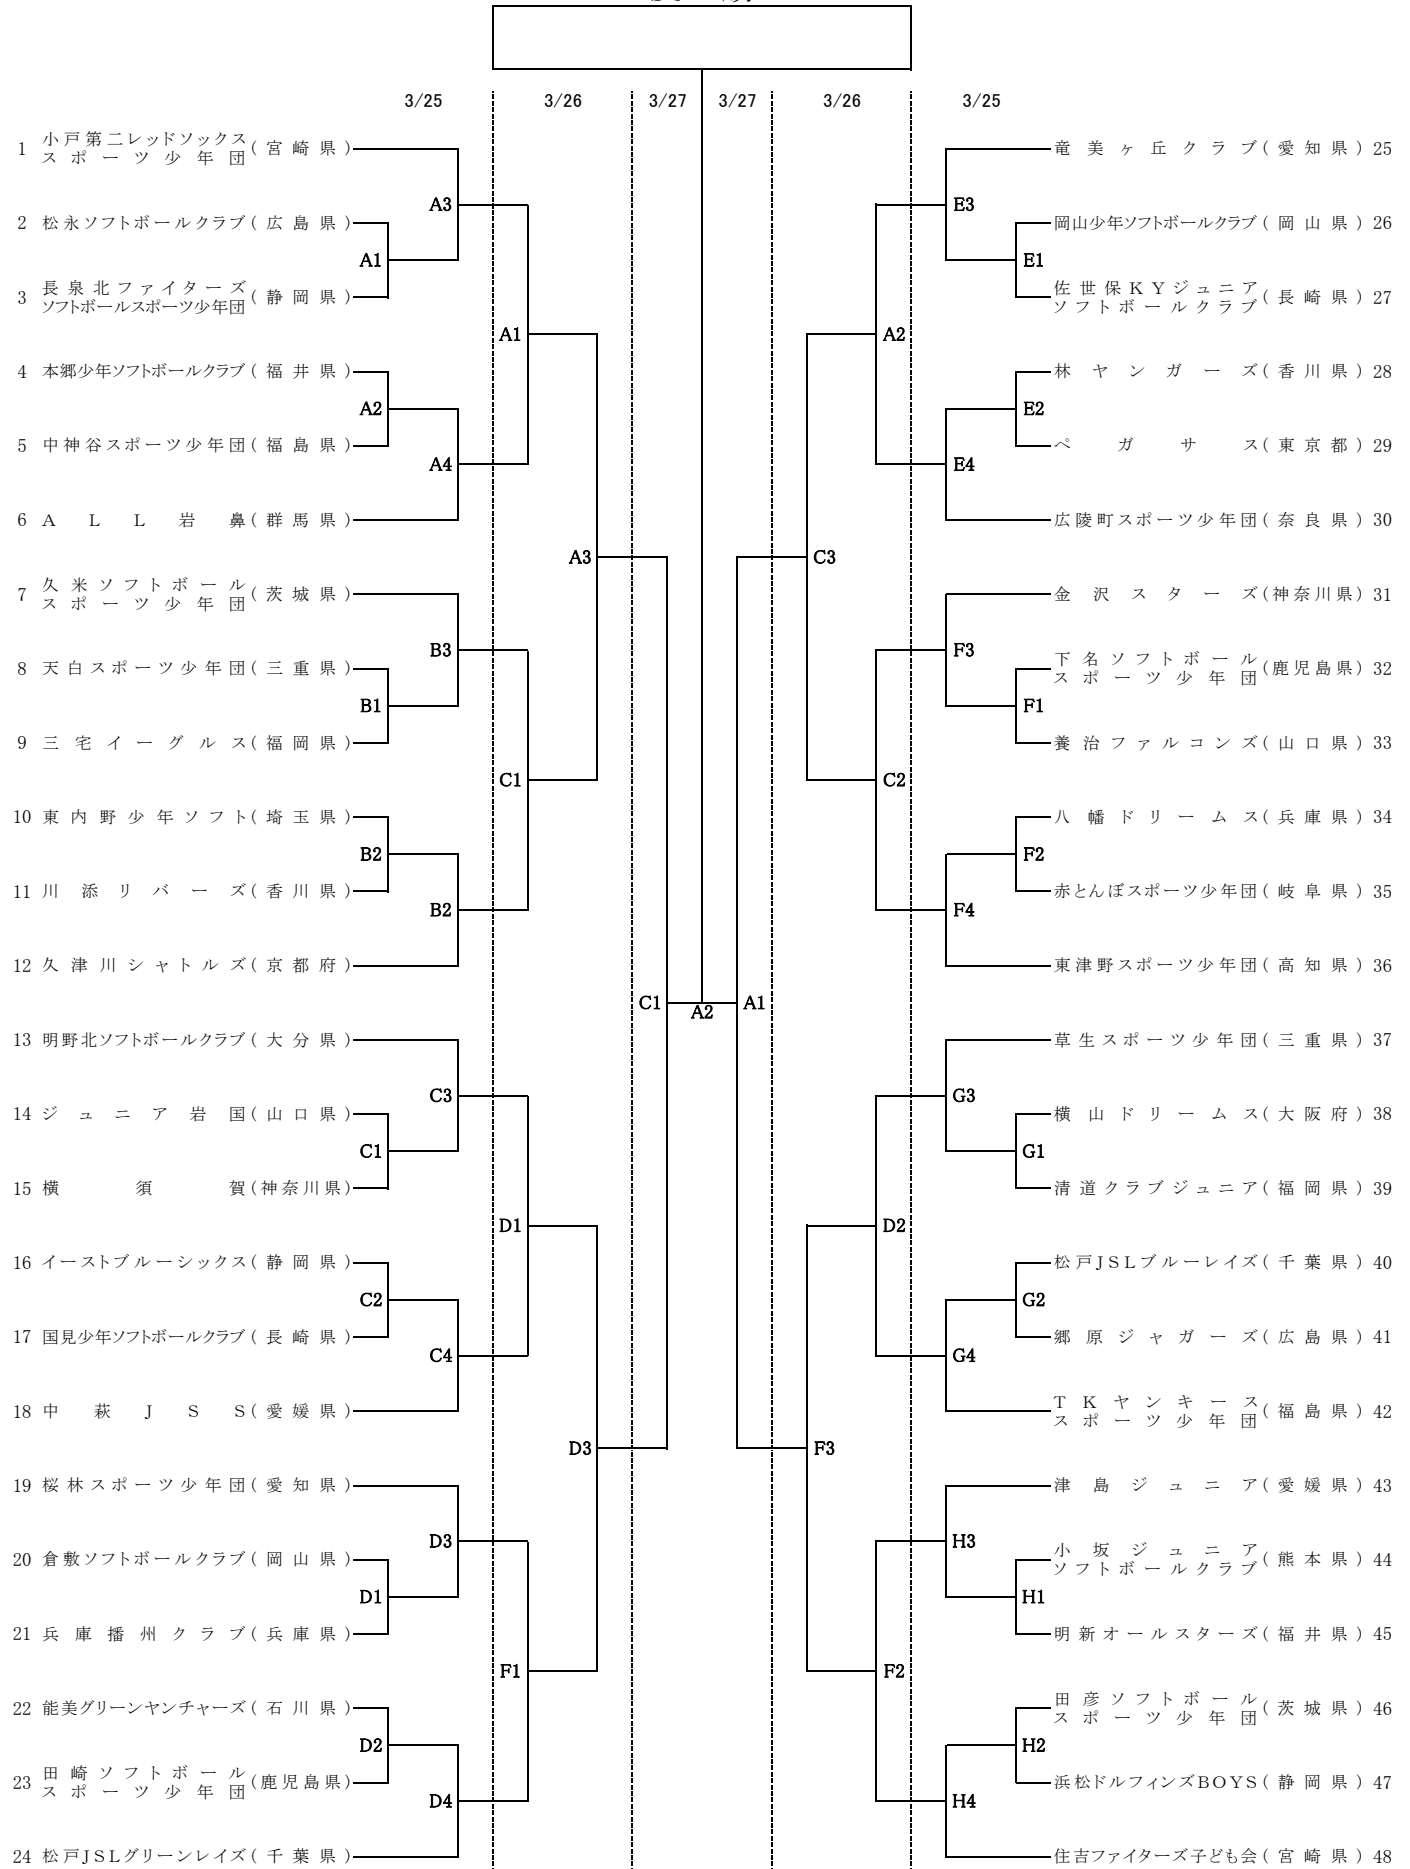 3/25 3/26 3/27 3/27 3/26 3/25
1 小戸第二レッドソックス
スポーツ少年団(宮崎県)
A3
2 松永ソフトボールクラブ(広島県)
A1
3 長泉北ファイターズ
ソフトボールスポーツ少年団(静岡県)
A1
4 本郷少年ソフトボールクラブ(福井県)
A2
5 中神谷スポーツ少年団(福島県)
A4
6 ALL岩鼻(群馬県)
A3
7 久米ソフトボール
スポーツ少年団(茨城県)
B3
8 天白スポーツ少年団(三重県)
B1
9 三宅イーグルス(福岡県)
C1
10 東内野少年ソフト(埼玉県)
B2
11 川添リバーズ(香川県)
B2
12 久津川シャトルズ(京都府)
C1
A2
A1
13 明野北ソフトボールクラブ(大分県)
C3
14 ジュニア岩国(山口県)
C1
15 横須賀(神奈川県)
D1
16 イーストブルーシックス(静岡県)
C2
17 国見少年ソフトボールクラブ(長崎県)
C4
18 中萩JSS(愛媛県)
D3
19 桜林スポーツ少年団(愛知県)
D3
20 倉敷ソフトボールクラブ(岡山県)
D1
21 兵庫播州クラブ(兵庫県)
F1
22 能美グリーンヤンチャーズ(石川県)
D2
23 田崎ソフトボール
スポーツ少年団(鹿児島県)
D4
24 松戸JSLグリーンレイズ(千葉県)
竜美ヶ丘クラブ(愛知県)25
E3
岡山少年ソフトボールクラブ(岡山県)26
E1
佐世保KYジュニア
ソフトボールクラブ(長崎県)27
A2
林ヤンガーズ(香川県)28
E2
ペガサス(東京都)29
E4
広陵町スポーツ少年団(奈良県)30
C3
金沢スターズ(神奈川県)31
F3
下名ソフトボール
スポーツ少年団(鹿児島県)32
F1
養治ファルコンズ(山口県)33
C2
八幡ドリームス(兵庫県)34
F2
赤とんぼスポーツ少年団(岐阜県)35
F4
東津野スポーツ少年団(高知県)36
草生スポーツ少年団(三重県)37
G3
横山ドリームス(大阪府)38
G1
清道クラブジュニア(福岡県)39
D2
松戸JSLブルーレイズ(千葉県)40
G2
郷原ジャガーズ(広島県)41
G4
TKヤンキース
スポーツ少年団(福島県)42
F3
津島ジュニア(愛媛県)43
H3
小坂ジュニア
ソフトボールクラブ(熊本県)44
H1
明新オールスターズ(福井県)45
F2
田彦ソフトボール
スポーツ少年団(茨城県)46
H2
浜松ドルフィンズBOYS(静岡県)47
H4
住吉ファイターズ子ども会(宮崎県)48